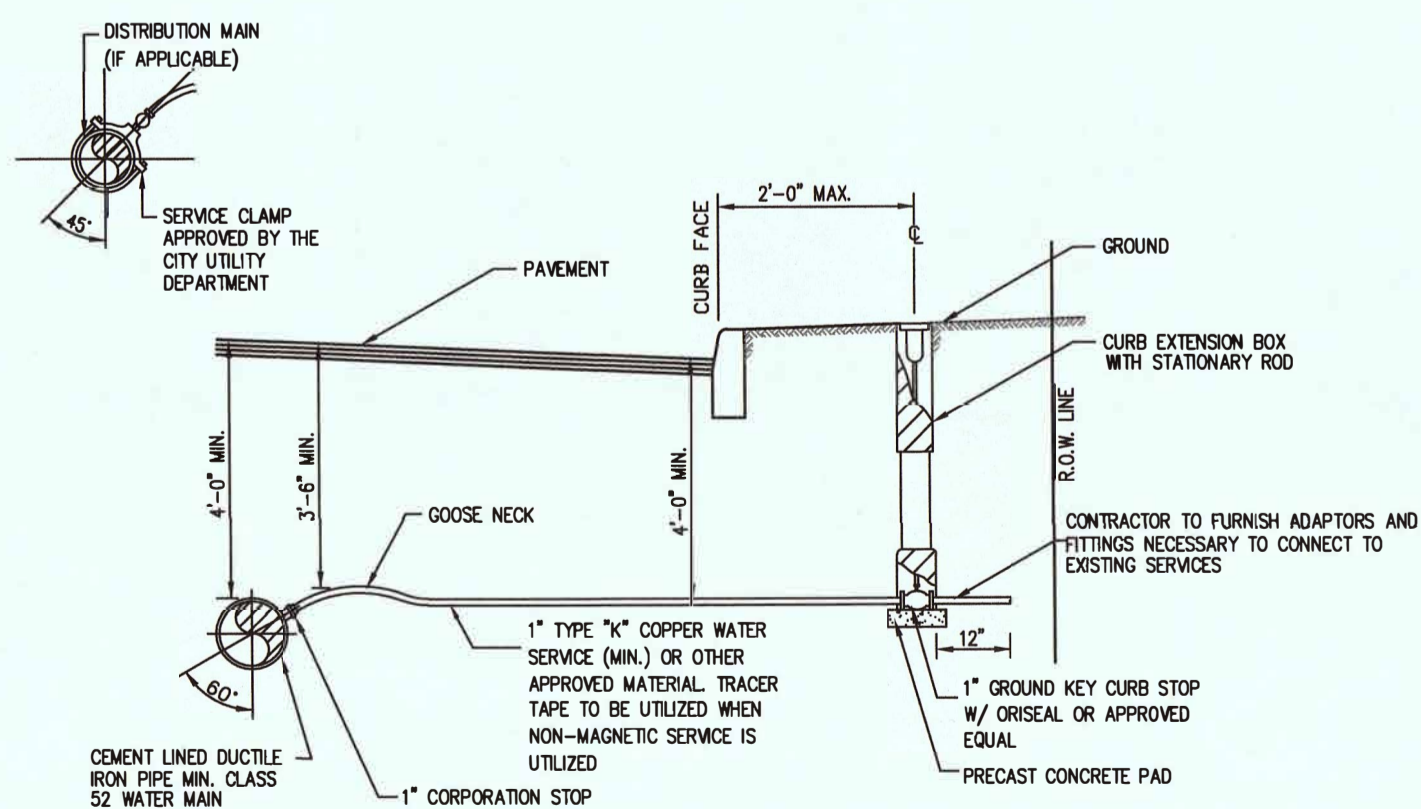 DISTRIBUTION MAIN
(IF APPLICABLE)
45°
SERVICE CLAMP
APPROVED BY THE
CITY UTILITY
DEPARTMENT
PAVEMENT
CURB FACE
2'-0" MAX.
℄
GROUND
CURB EXTENSION BOX
WITH STATIONARY ROD
R.O.W. LINE
4'-0" MIN.
3'-6" MIN.
GOOSE NECK
4'-0" MIN.
CONTRACTOR TO FURNISH ADAPTORS AND
FITTINGS NECESSARY TO CONNECT TO
EXISTING SERVICES
12"
60°
1" TYPE "K" COPPER WATER
SERVICE (MIN.) OR OTHER
APPROVED MATERIAL. TRACER
TAPE TO BE UTILIZED WHEN
NON-MAGNETIC SERVICE IS
UTILIZED
1" GROUND KEY CURB STOP
W/ ORISEAL OR APPROVED
EQUAL
PRECAST CONCRETE PAD
CEMENT LINED DUCTILE
IRON PIPE MIN. CLASS
52 WATER MAIN
1" CORPORATION STOP